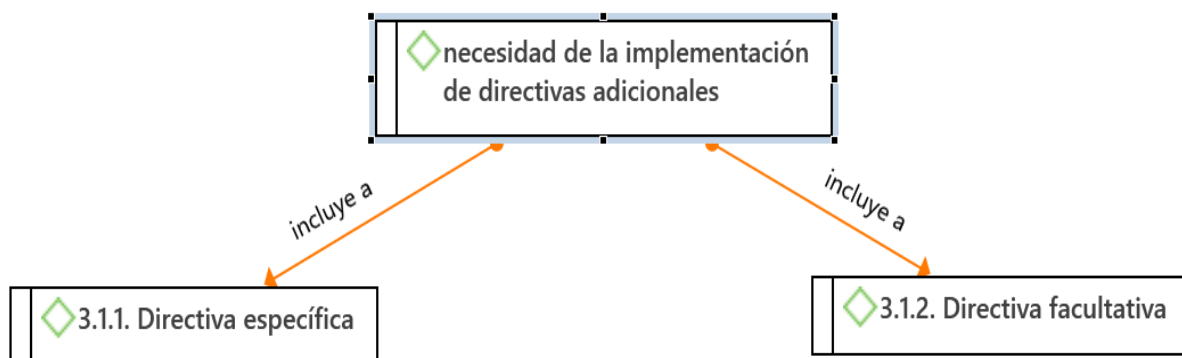 necesidad de la implementación
de directivas adicionales
incluye a
incluye a
3.1.1. Directiva específica
3.1.2. Directiva facultativa